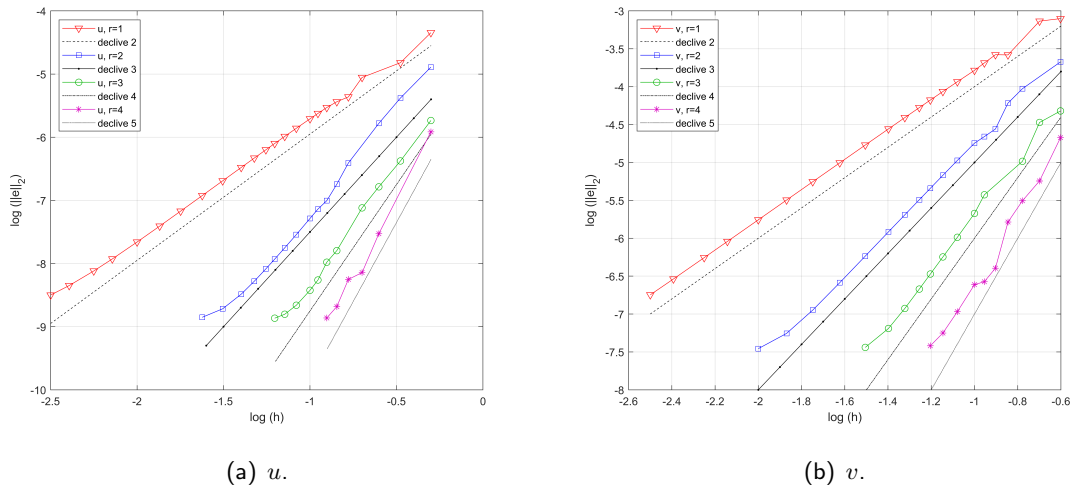 -4
-5
-6
-7
-8
-9
-10
-2.5
-2
-1.5
-1
-0.5
0
log (h)
log (||e||2)
u, r=1
declive 2
u, r=2
declive 3
u, r=3
declive 4
u, r=4
declive 5
(a) u.
-3
-3.5
-4
-4.5
-5
-5.5
-6
-6.5
-7
-7.5
-8
-2.6
-2.4
-2.2
-2
-1.8
-1.6
-1.4
-1.2
-1
-0.8
-0.6
log (h)
log (||e||2)
v, r=1
declive 2
v, r=2
declive 3
v, r=3
declive 4
v, r=4
declive 5
(b) v.